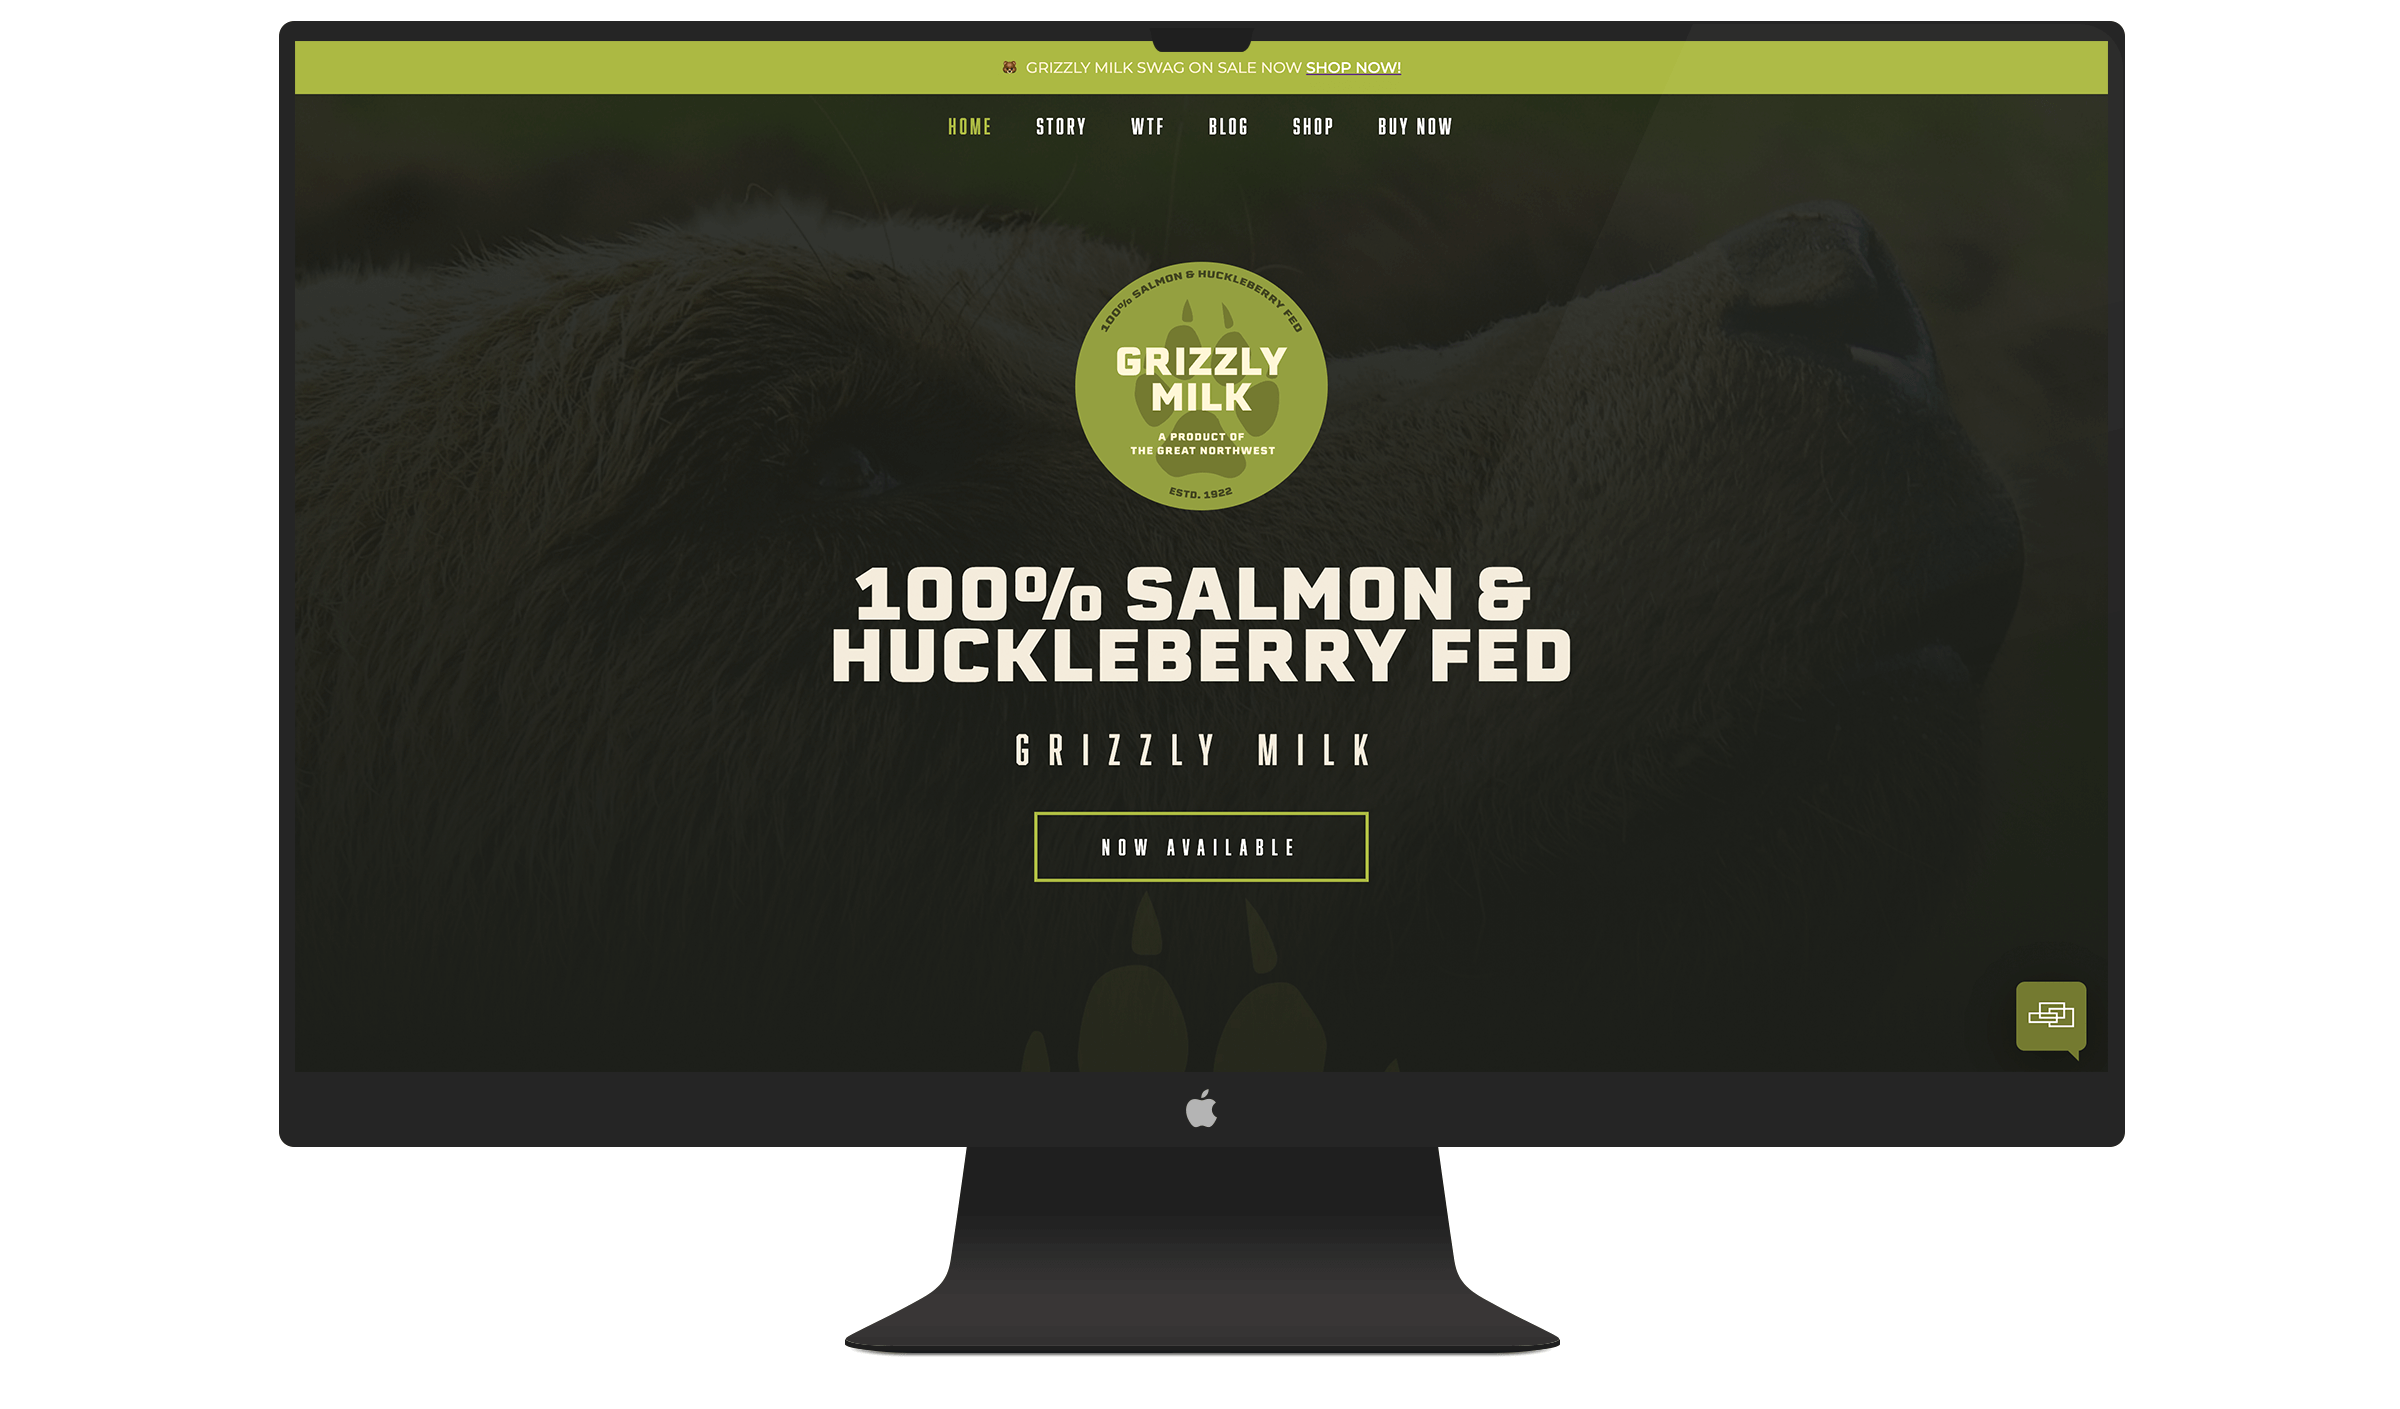 GRIZZLY MILK SWAG ON SALE NOW SHOP NOW!
HOME STORY WTF BLOG SHOP BUY NOW
100% SALMON & HUCKLEBERRY FED
GRIZZLY
MILK
A PRODUCT OF
THE GREAT NORTHWEST
ESTD. 1922
100% SALMON &
HUCKLEBERRY FED
GRIZZLY MILK
NOW AVAILABLE